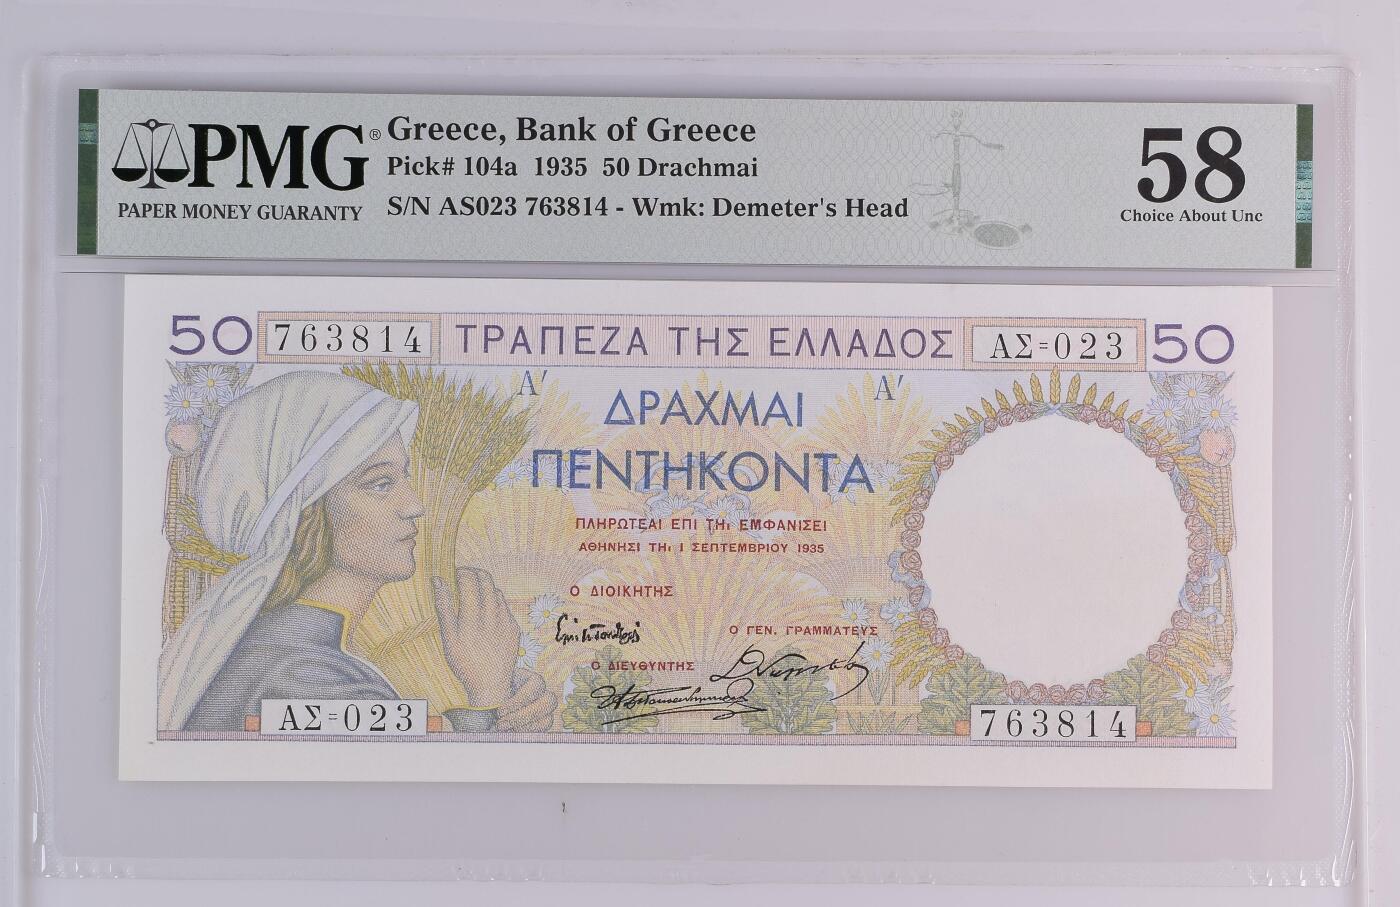 PMG®
PAPER MONEY GUARANTY
Greece, Bank of Greece
Pick# 104a 1935 50 Drachmai
S/N AS023 763814 - Wmk: Demeter's Head
58
Choice About Unc
50 763814 ΤΡΑΠΕΖΑ ΤΗΣ ΕΛΛΑΔΟΣ ΑΣ=023 50
Α′ Α′
ΔΡΑΧΜΑΙ
ΠΕΝΤΗΚΟΝΤΑ
ΠΛΗΡΩΤΕΑΙ ΕΠΙ ΤΗι ΕΜΦΑΝΙΣΕΙ
ΑΘΗΝΗΣΙ ΤΗι 1 ΣΕΠΤΕΜΒΡΙΟΥ 1935
Ο ΔΙΟΙΚΗΤΗΣ
Ο ΓΕΝ. ΓΡΑΜΜΑΤΕΥΣ
Ο ΔΙΕΥΘΥΝΤΗΣ
ΑΣ=023 763814